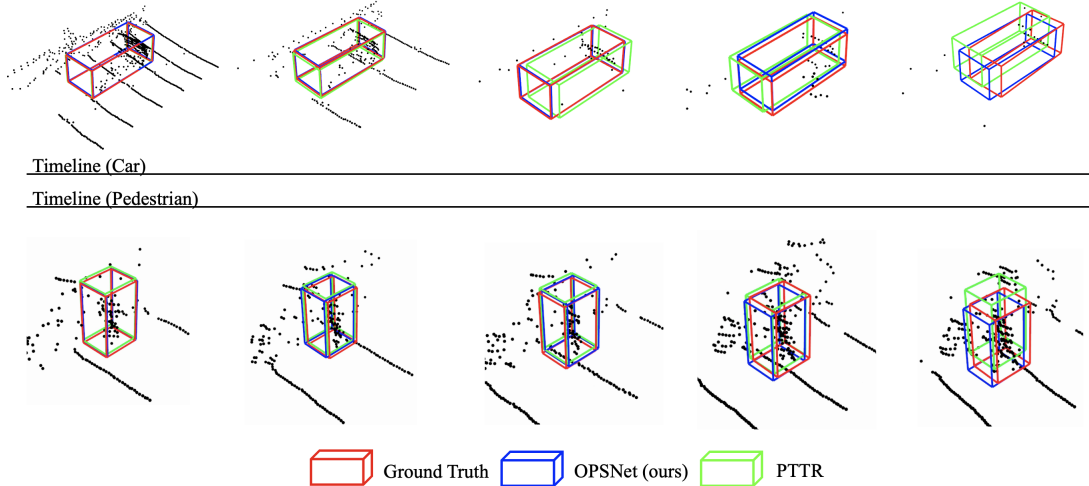 Timeline (Car)
Timeline (Pedestrian)
Ground Truth OPSNet (ours) PTTR